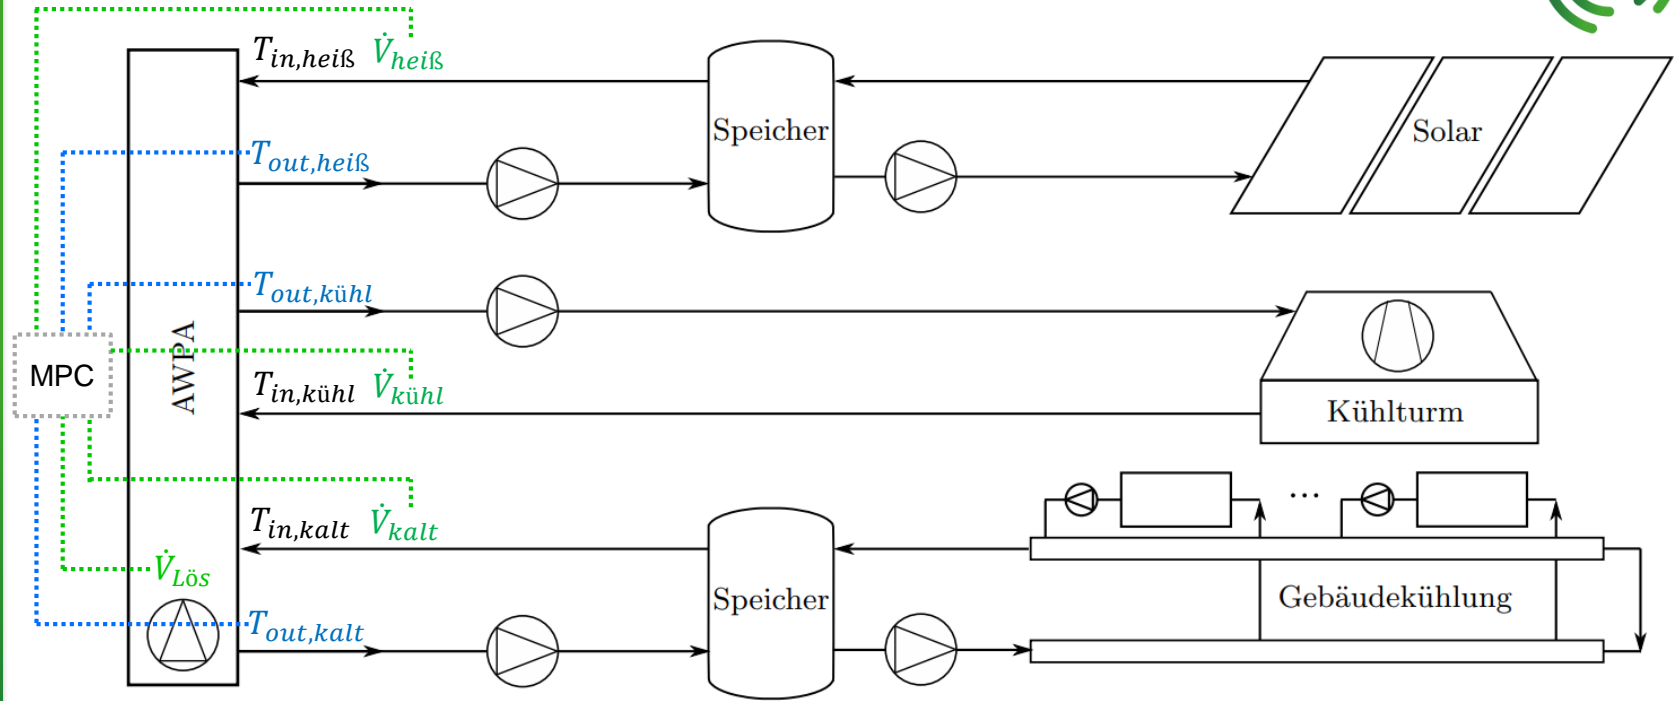 T_in,heiß V̇_heiß
Speicher
Solar
T_out,heiß
T_out,kühl
MPC
AWPA
T_in,kühl V̇_kühl
Kühlturm
...
T_in,kalt V̇_kalt
V̇_Lös
Speicher
Gebäudekühlung
T_out,kalt